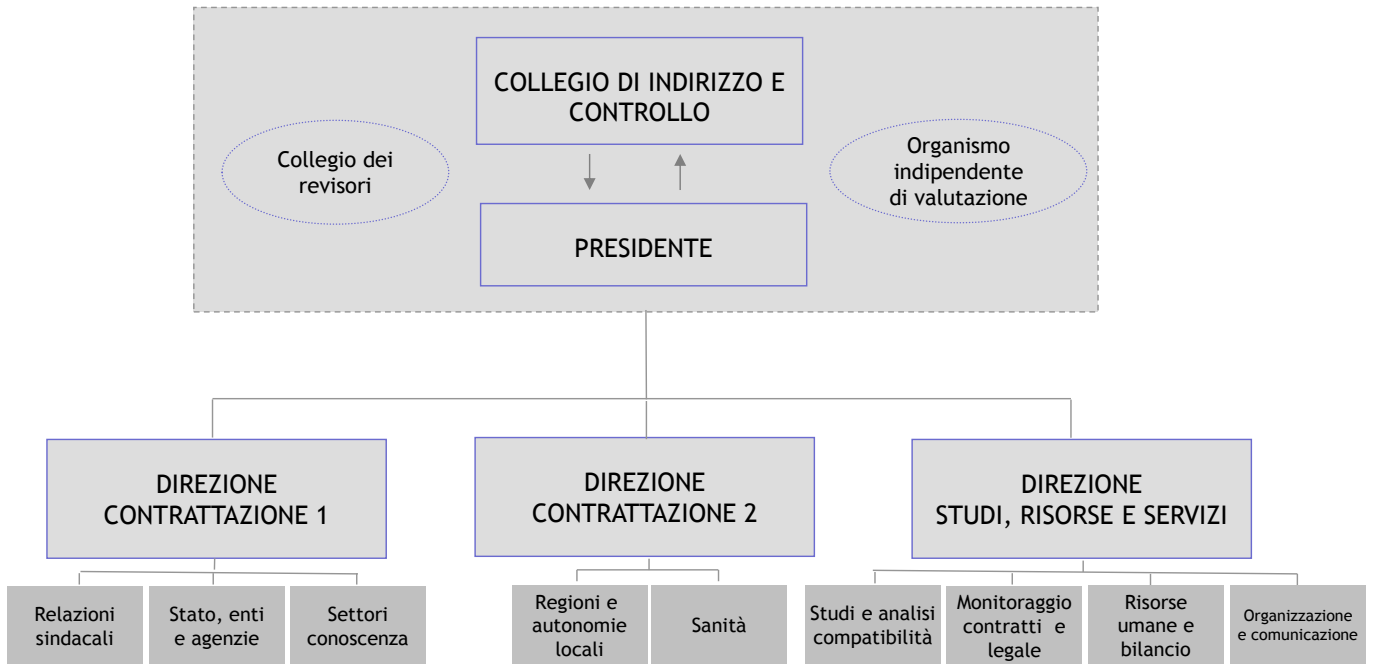 COLLEGIO DI INDIRIZZO E
CONTROLLO
Collegio dei
revisori
Organismo
indipendente
di valutazione
PRESIDENTE
DIREZIONE
CONTRATTAZIONE 1
DIREZIONE
CONTRATTAZIONE 2
DIREZIONE
STUDI, RISORSE E SERVIZI
Relazioni
sindacali
Stato, enti
e agenzie
Settori
conoscenza
Regioni e
autonomie
locali
Sanità
Studi e analisi
compatibilità
Monitoraggio
contratti e
legale
Risorse
umane e
bilancio
Organizzazione
e comunicazione